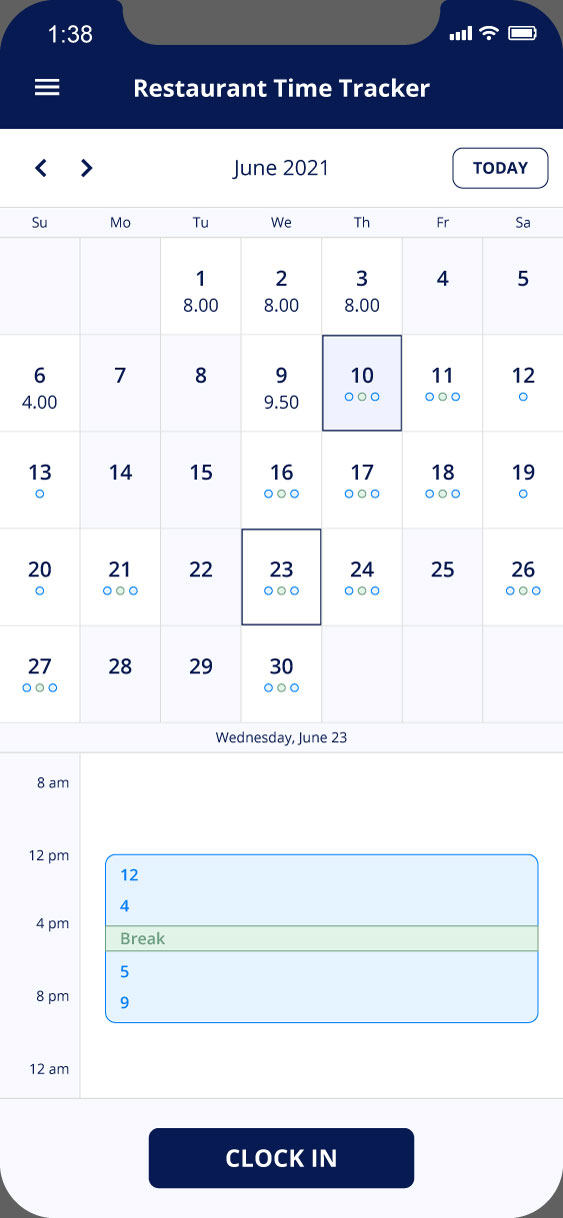 1:38
Restaurant Time Tracker
June 2021 TODAY
Su Mo Tu We Th Fr Sa
1 2 3 4 5
8.00 8.00 8.00
6 7 8 9 10 11 12
4.00 9.50
13 14 15 16 17 18 19
20 21 22 23 24 25 26
27 28 29 30
Wednesday, June 23
8 am
12 pm
12
4
4 pm
Break
5
8 pm
9
12 am
CLOCK IN